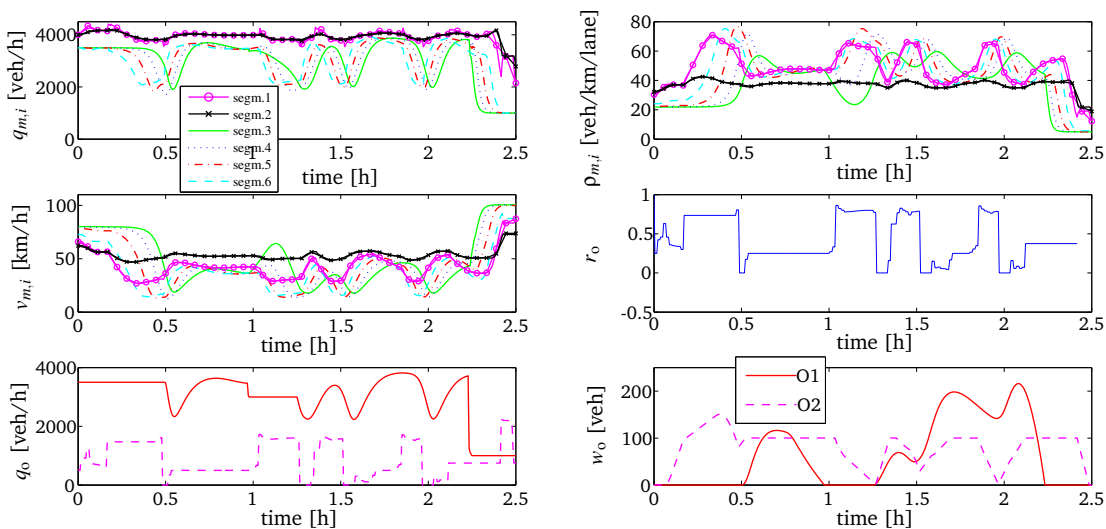 q_{m,i} [veh/h]
4000
2000
0
0 0.5 1 1.5 2 2.5
time [h]
segm.1
segm.2
segm.3
segm.4
segm.5
segm.6
ρ_{m,i} [veh/km/lane]
80
60
40
20
0
0 0.5 1 1.5 2 2.5
time [h]
v_{m,i} [km/h]
100
50
0
0 0.5 1 1.5 2 2.5
time [h]
r_o
1
0.5
0
-0.5
0 0.5 1 1.5 2 2.5
time [h]
q_o [veh/h]
4000
2000
0
0 0.5 1 1.5 2 2.5
time [h]
w_o [veh]
200
100
0
0 0.5 1 1.5 2 2.5
time [h]
O1
O2